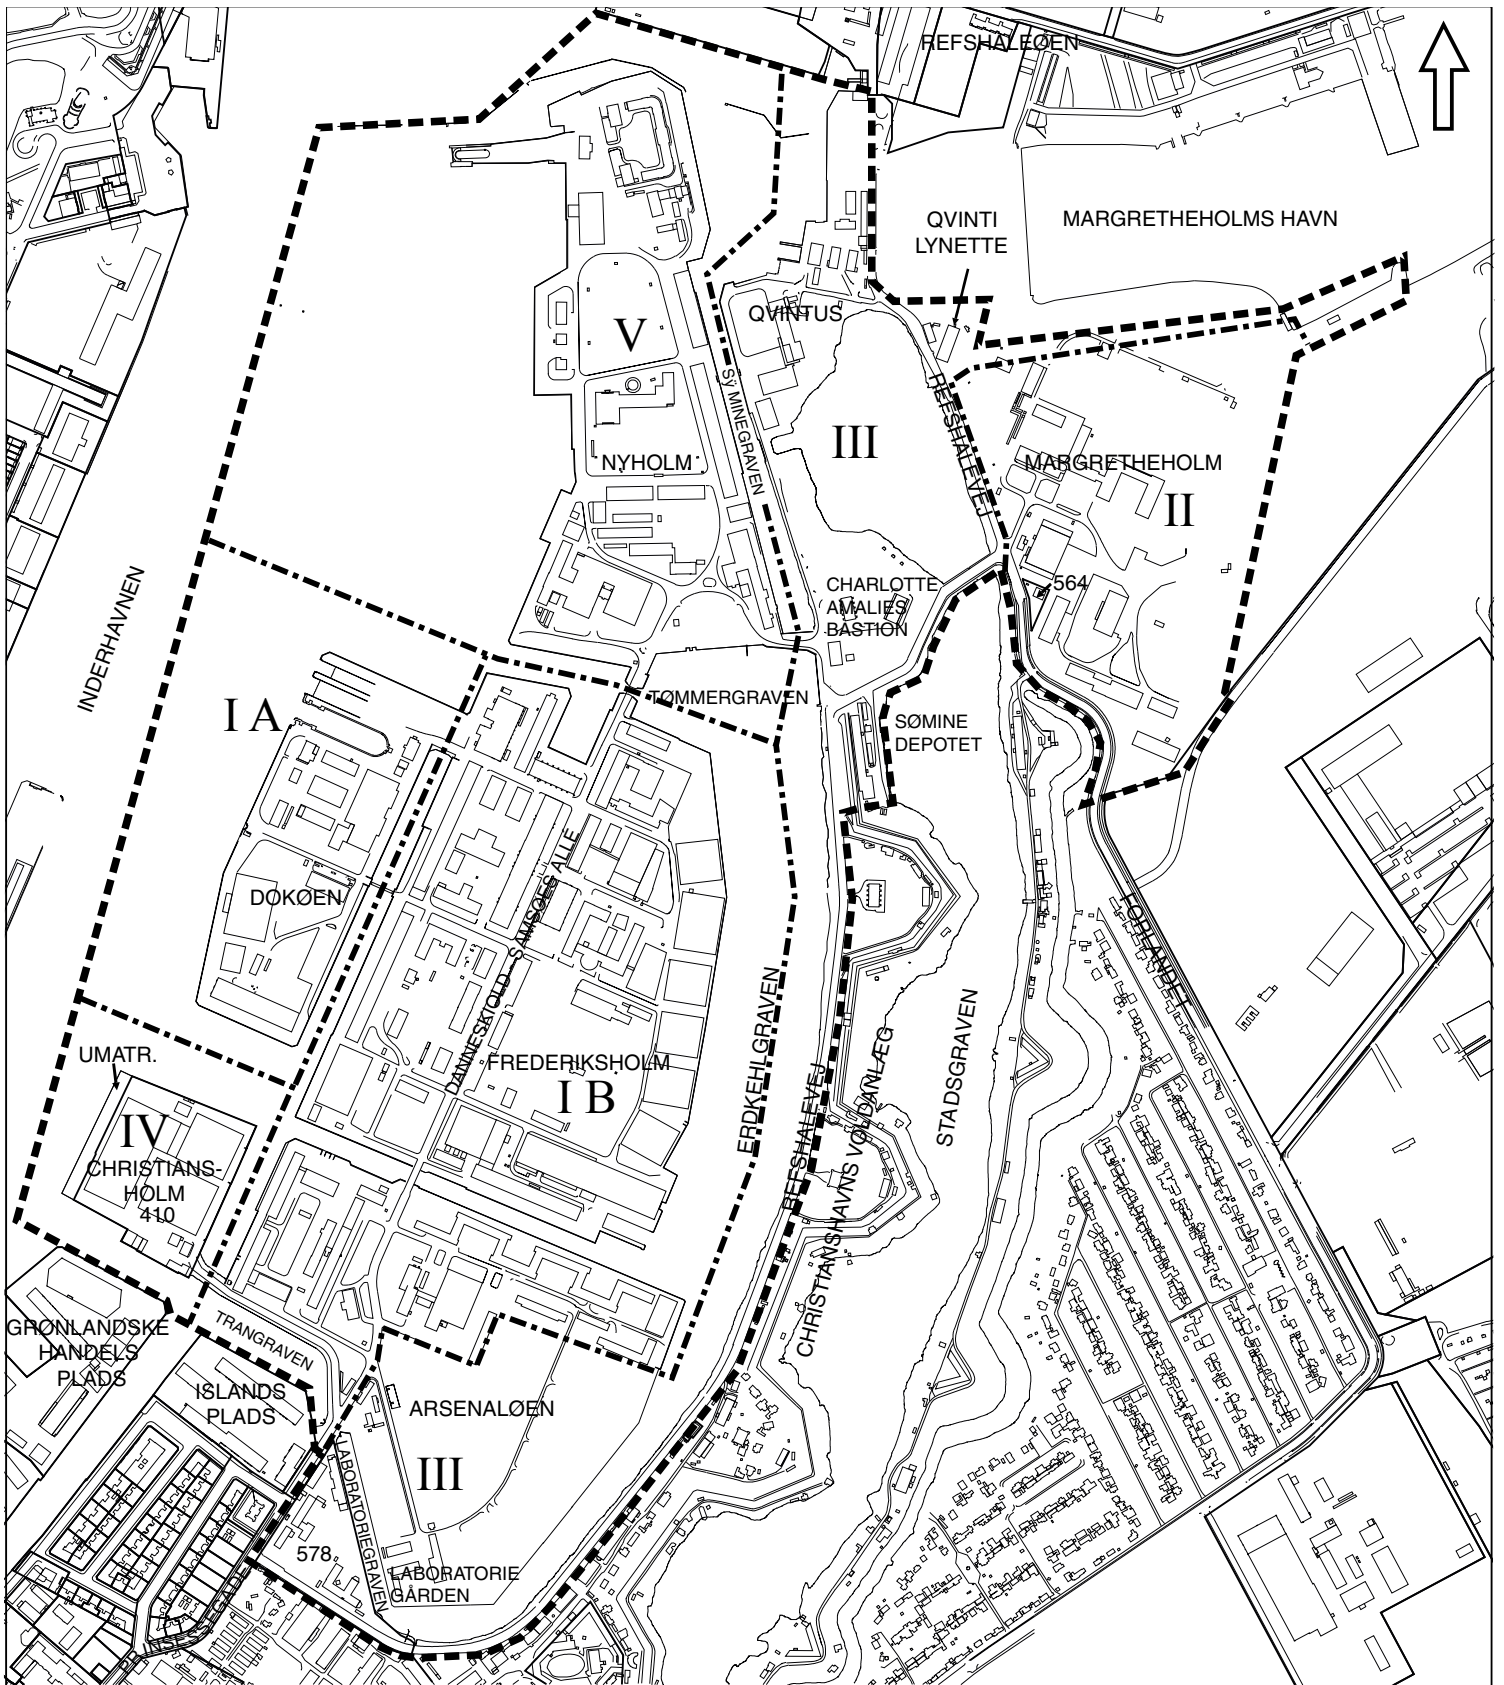 REFSHALEØEN
QVINTI
LYNETTE
MARGRETHEHOLMS HAVN
QVINTUS
V
Sÿ MINEGRAVEN
REFSHALEVEJ
III
NYHOLM
MARGRETHEHOLM
II
564
CHARLOTTE
AMALIES
BASTION
INDERHAVNEN
TØMMERGRAVEN
I A
SØMINE
DEPOTET
DOKØEN
DANNESKIOLD - SAMSØES ALLE
FORLANDET
STADSGRAVEN
ERDKEHLGRAVEN
REFSHALEVEJ
CHRISTIANSHAVNS VOLDANLÆG
FREDERIKSHOLM
I B
UMATR.
IV
CHRISTIANS-
HOLM
410
GRØNLANDSKE
HANDELS
PLADS
TRANGRAVEN
ISLANDS
PLADS
ARSENALØEN
III
LABORATORIEGRAVEN
578
LABORATORIE
GÅRDEN